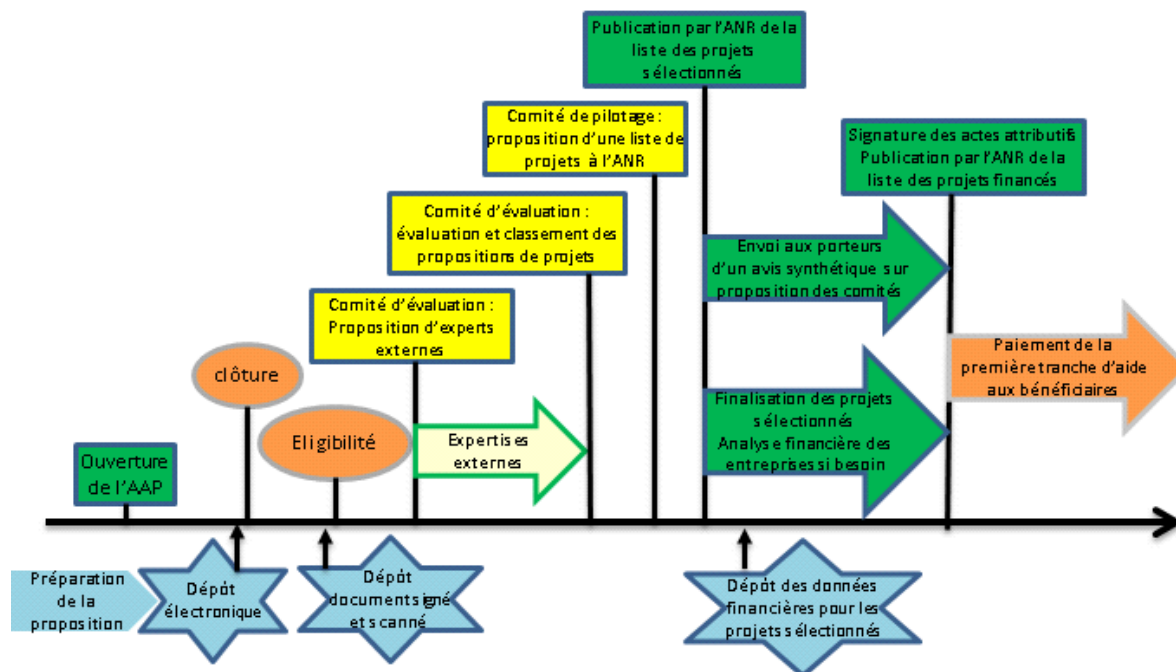 Publication par l'ANR de la
liste des projets
sélectionnés
Comité de pilotage :
proposition d'une liste de
projets à l'ANR
Signature des actes attributifs
Publication par l'ANR de la
liste des projets financés
Comité d'évaluation :
évaluation et classement des
propositions de projets
Envoi aux porteurs
d'un avis synthétique sur
proposition des comités
Comité d'évaluation :
Proposition d'experts
externes
Paiement de la
première tranche d'aide
aux bénéficiaires
clôture
Eligibilité
Expertises
externes
Finalisation des projets
sélectionnés
Analyse financière des
entreprises si besoin
Ouverture
de l'AAP
Préparation
de la
proposition
Dépôt
électronique
Dépôt
document signé
et scanné
Dépôt des données
financières pour les
projets sélectionnés